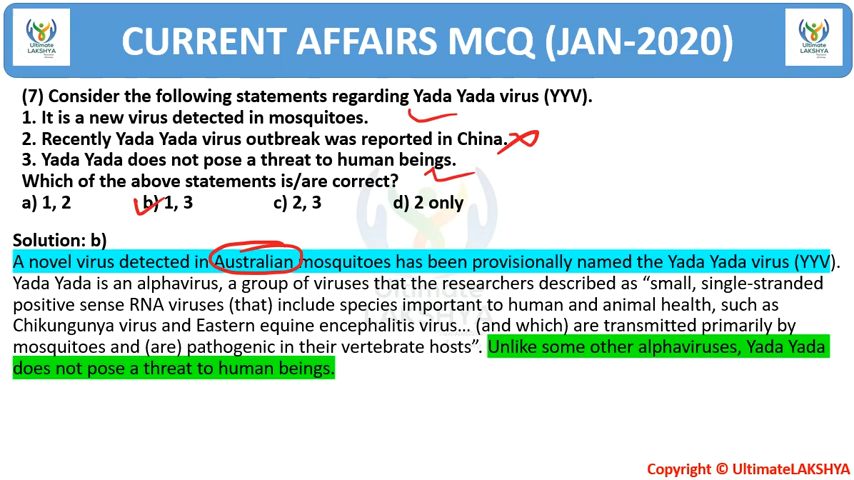 Ultimate
LAKSHYA
CURRENT AFFAIRS MCQ (JAN-2020)
Ultimate
LAKSHYA
(7) Consider the following statements regarding Yada Yada virus (YYV).
1. It is a new virus detected in mosquitoes.
2. Recently Yada Yada virus outbreak was reported in China.
3. Yada Yada does not pose a threat to human beings.
Which of the above statements is/are correct?
a) 1, 2 b) 1, 3 c) 2, 3 d) 2 only
Solution: b)
A novel virus detected in Australian mosquitoes has been provisionally named the Yada Yada virus (YYV).
Yada Yada is an alphavirus, a group of viruses that the researchers described as “small, single-stranded
positive sense RNA viruses (that) include species important to human and animal health, such as
Chikungunya virus and Eastern equine encephalitis virus... (and which) are transmitted primarily by
mosquitoes and (are) pathogenic in their vertebrate hosts”. Unlike some other alphaviruses, Yada Yada
does not pose a threat to human beings.
Copyright © UltimateLAKSHYA